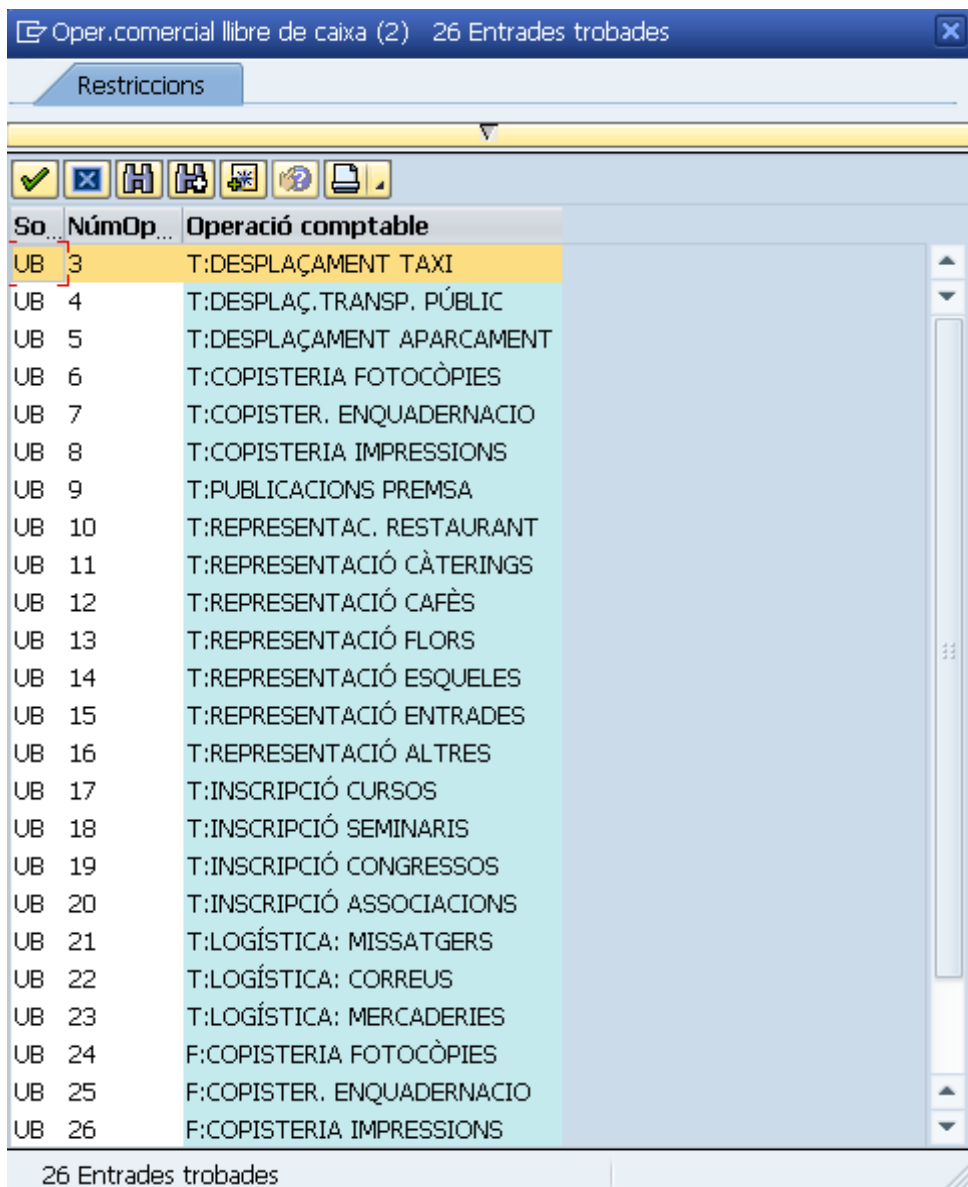 Oper.comercial llibre de caixa (2) 26 Entrades trobades
Restriccions
So... NúmOp... Operació comptable
UB 3 T:DESPLAÇAMENT TAXI
UB 4 T:DESPLAÇ.TRANSP. PÚBLIC
UB 5 T:DESPLAÇAMENT APARCAMENT
UB 6 T:COPISTERIA FOTOCÒPIES
UB 7 T:COPISTER. ENQUADERNACIO
UB 8 T:COPISTERIA IMPRESSIONS
UB 9 T:PUBLICACIONS PREMSA
UB 10 T:REPRESENTAC. RESTAURANT
UB 11 T:REPRESENTACIÓ CÀTERINGS
UB 12 T:REPRESENTACIÓ CAFÈS
UB 13 T:REPRESENTACIÓ FLORS
UB 14 T:REPRESENTACIÓ ESQUELES
UB 15 T:REPRESENTACIÓ ENTRADES
UB 16 T:REPRESENTACIÓ ALTRES
UB 17 T:INSCRIPCIÓ CURSOS
UB 18 T:INSCRIPCIÓ SEMINARIS
UB 19 T:INSCRIPCIÓ CONGRESSOS
UB 20 T:INSCRIPCIÓ ASSOCIACIONS
UB 21 T:LOGÍSTICA: MISSATGERS
UB 22 T:LOGÍSTICA: CORREUS
UB 23 T:LOGÍSTICA: MERCADERIES
UB 24 F:COPISTERIA FOTOCÒPIES
UB 25 F:COPISTER. ENQUADERNACIO
UB 26 F:COPISTERIA IMPRESSIONS
26 Entrades trobades